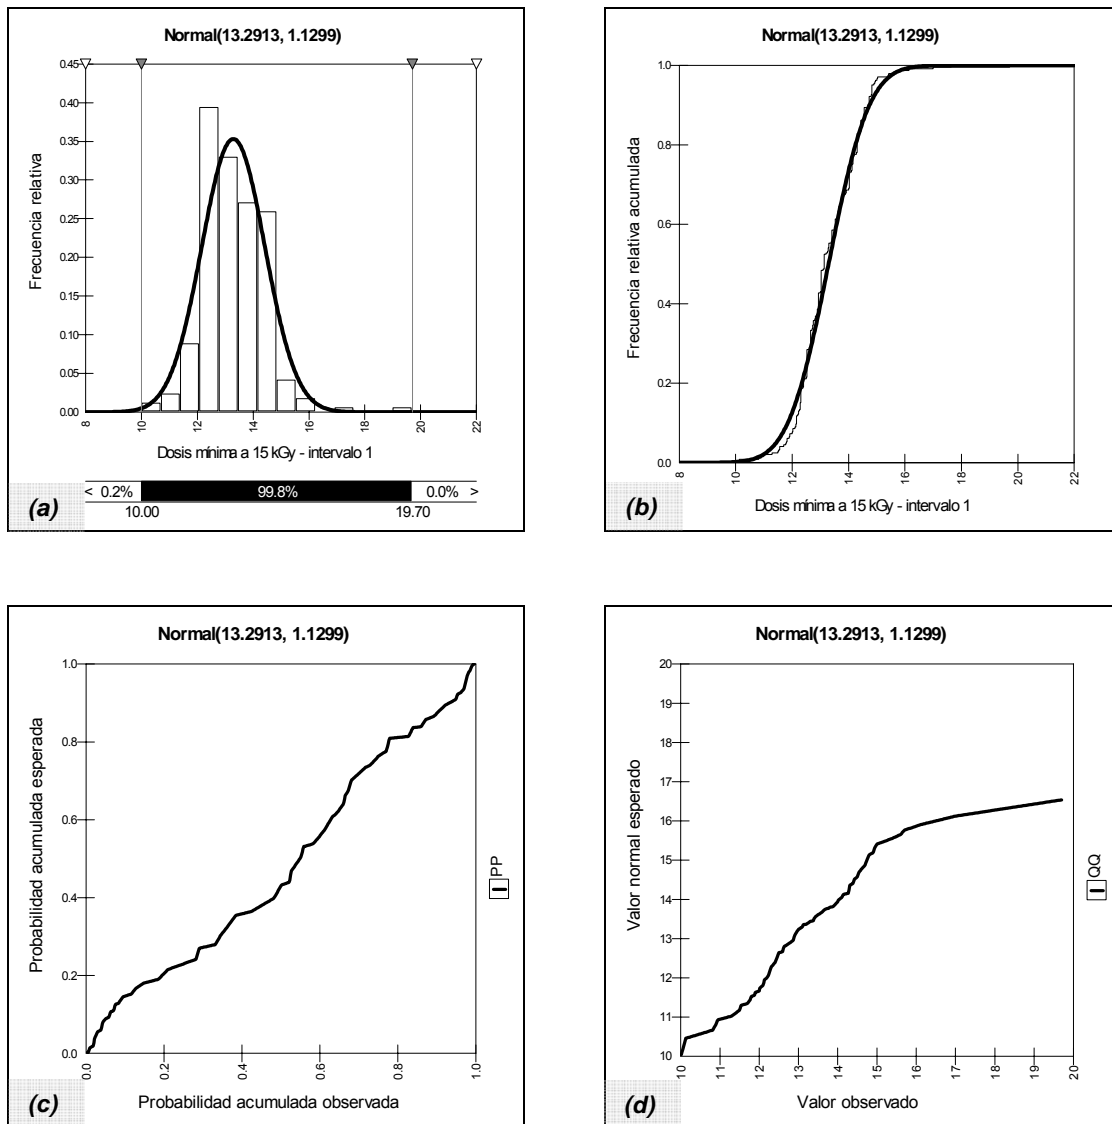 Normal(13.2913, 1.1299)
0.45
0.40
0.35
0.30
0.25
0.20
0.15
0.10
0.05
0.00
Frecuencia relativa
8 10 12 14 16 18 20 22
Dosis mínima a 15 kGy - intervalo 1
< 0.2% 99.8% 0.0% >
10.00 19.70
(a)
Normal(13.2913, 1.1299)
1.0
0.8
0.6
0.4
0.2
0.0
Frecuencia relativa acumulada
8 10 12 14 16 18 20 22
Dosis mínima a 15 kGy - intervalo 1
(b)
Normal(13.2913, 1.1299)
1.0
0.8
0.6
0.4
0.2
0.0
Probabilidad acumulada esperada
0.0 0.2 0.4 0.6 0.8 1.0
Probabilidad acumulada observada
PP
(c)
Normal(13.2913, 1.1299)
20
19
18
17
16
15
14
13
12
11
10
Valor normal esperado
10 11 12 13 14 15 16 17 18 19 20
Valor observado
QQ
(d)